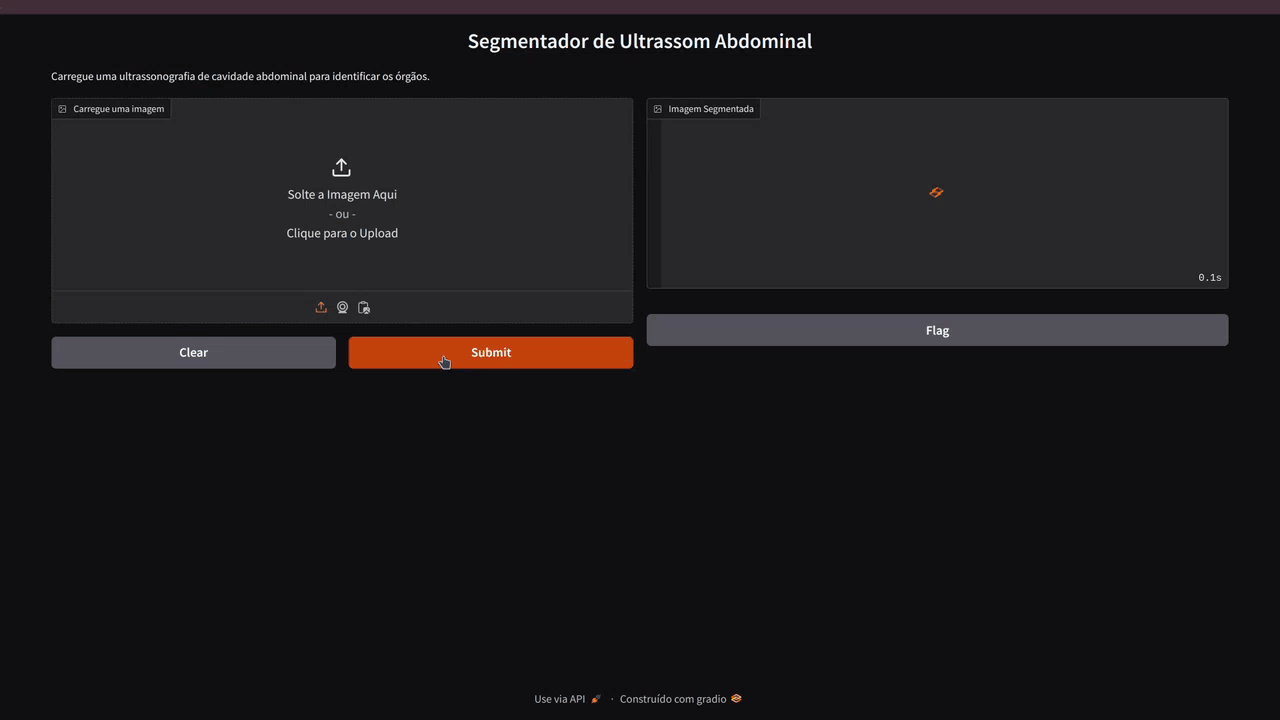 Segmentador de Ultrassom Abdominal
Carregue uma ultrassonografia de cavidade abdominal para identificar os órgãos.
Carregue uma imagem
Solte a Imagem Aqui
- ou -
Clique para o Upload
Clear
Submit
Imagem Segmentada
0.1s
Flag
Use via API · Construído com gradio